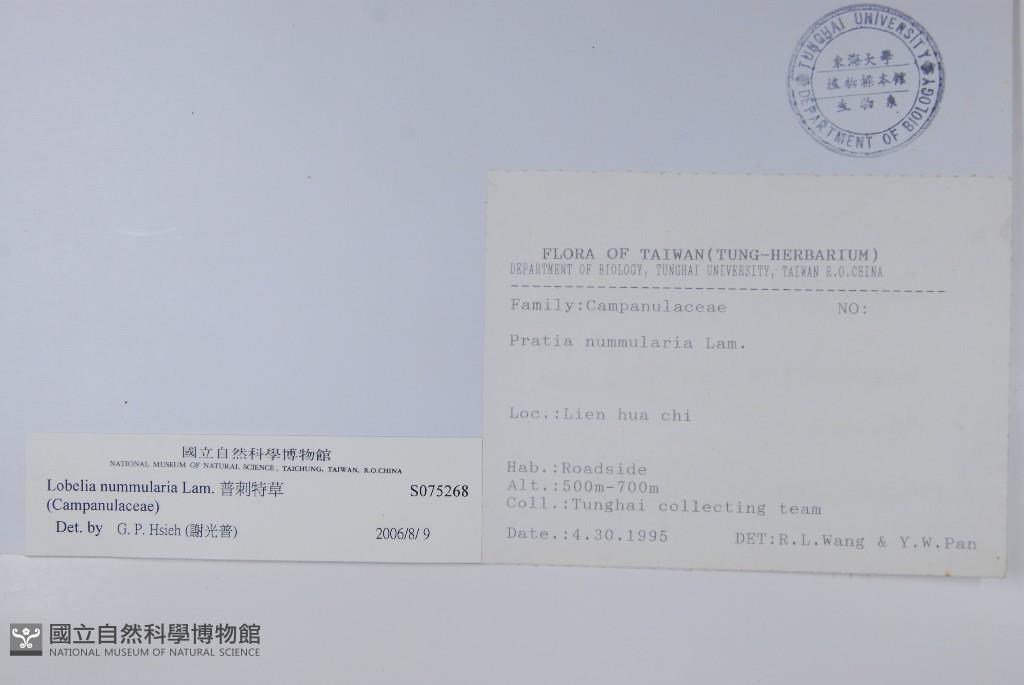 TUNGHAI UNIVERSITY
東海大學
植物標本館
生物系
DEPARTMENT OF BIOLOGY
FLORA OF TAIWAN(TUNG-HERBARIUM)
DEPARTMENT OF BIOLOGY, TUNGHAI UNIVERSITY, TAIWAN R.O.CHINA
Family:Campanulaceae NO:
Pratia nummularia Lam.
Loc.:Lien hua chi
Hab.:Roadside
Alt.:500m-700m
Coll.:Tunghai collecting team
Date.:4.30.1995 DET:R.L.Wang & Y.W.Pan
國立自然科學博物館
NATIONAL MUSEUM OF NATURAL SCIENCE, TAICHUNG, TAIWAN, R.O.CHINA
Lobelia nummularia Lam. 普刺特草 S075268
(Campanulaceae)
Det. by G. P. Hsieh (謝光普) 2006/8/9
國立自然科學博物館
NATIONAL MUSEUM OF NATURAL SCIENCE